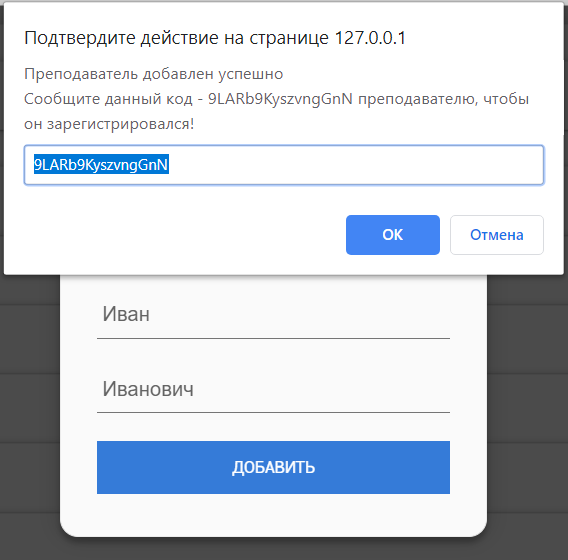 Подтвердите действие на странице 127.0.0.1
Преподаватель добавлен успешно
Сообщите данный код - 9LARb9KyszvngGnN преподавателю, чтобы
он зарегистрировался!
9LARb9KyszvngGnN
ОК
Отмена
Иван
Иванович
ДОБАВИТЬ